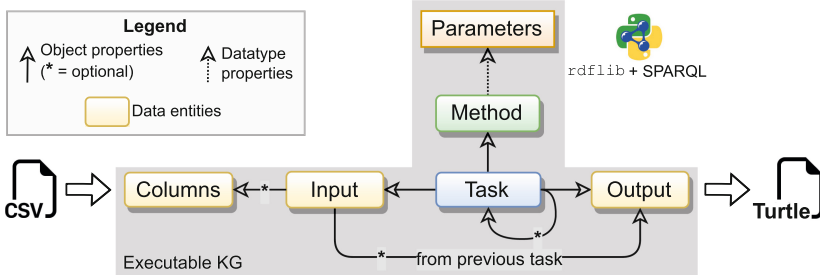 Legend
Object properties
(* = optional)
Datatype
properties
Data entities
Parameters
rdflib + SPARQL
Method
CSV
Columns
*
Input
Task
Output
Turtle
*
* from previous task
Executable KG